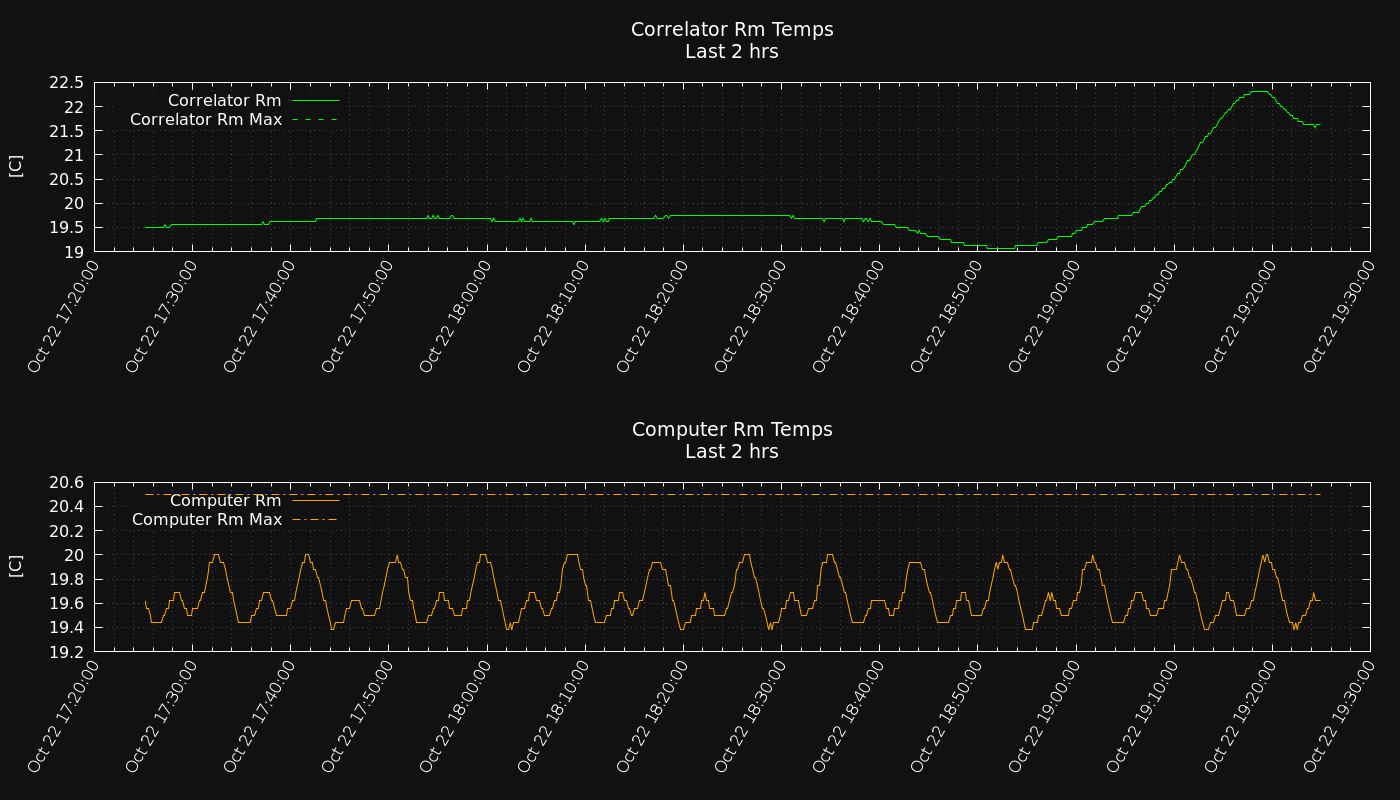 Correlator Rm Temps
Last 2 hrs
[C]
22.5
22
21.5
21
20.5
20
19.5
19
Correlator Rm
Correlator Rm Max
Oct 22 17:20:00
Oct 22 17:30:00
Oct 22 17:40:00
Oct 22 17:50:00
Oct 22 18:00:00
Oct 22 18:10:00
Oct 22 18:20:00
Oct 22 18:30:00
Oct 22 18:40:00
Oct 22 18:50:00
Oct 22 19:00:00
Oct 22 19:10:00
Oct 22 19:20:00
Oct 22 19:30:00
Computer Rm Temps
Last 2 hrs
[C]
20.6
20.4
20.2
20
19.8
19.6
19.4
19.2
Computer Rm
Computer Rm Max
Oct 22 17:20:00
Oct 22 17:30:00
Oct 22 17:40:00
Oct 22 17:50:00
Oct 22 18:00:00
Oct 22 18:10:00
Oct 22 18:20:00
Oct 22 18:30:00
Oct 22 18:40:00
Oct 22 18:50:00
Oct 22 19:00:00
Oct 22 19:10:00
Oct 22 19:20:00
Oct 22 19:30:00